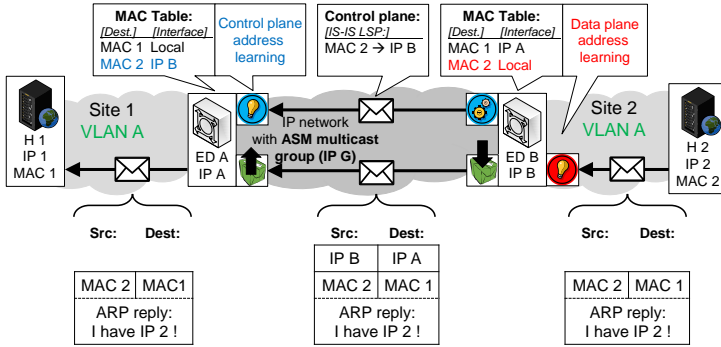 MAC Table:
[Dest.] [Interface]
MAC 1 Local
MAC 2 IP B
Control plane
address
learning
Control plane:
[IS-IS LSP:]
MAC 2 → IP B
MAC Table:
[Dest.] [Interface]
MAC 1 IP A
MAC 2 Local
Data plane
address
learning
H 1
IP 1
MAC 1
Site 1
VLAN A
ED A
IP A
IP network
with ASM multicast
group (IP G)
ED B
IP B
Site 2
VLAN A
H 2
IP 2
MAC 2
Src: Dest:
MAC 2 MAC1
ARP reply:
I have IP 2 !
Src: Dest:
IP B IP A
MAC 2 MAC 1
ARP reply:
I have IP 2 !
Src: Dest:
MAC 2 MAC 1
ARP reply:
I have IP 2 !